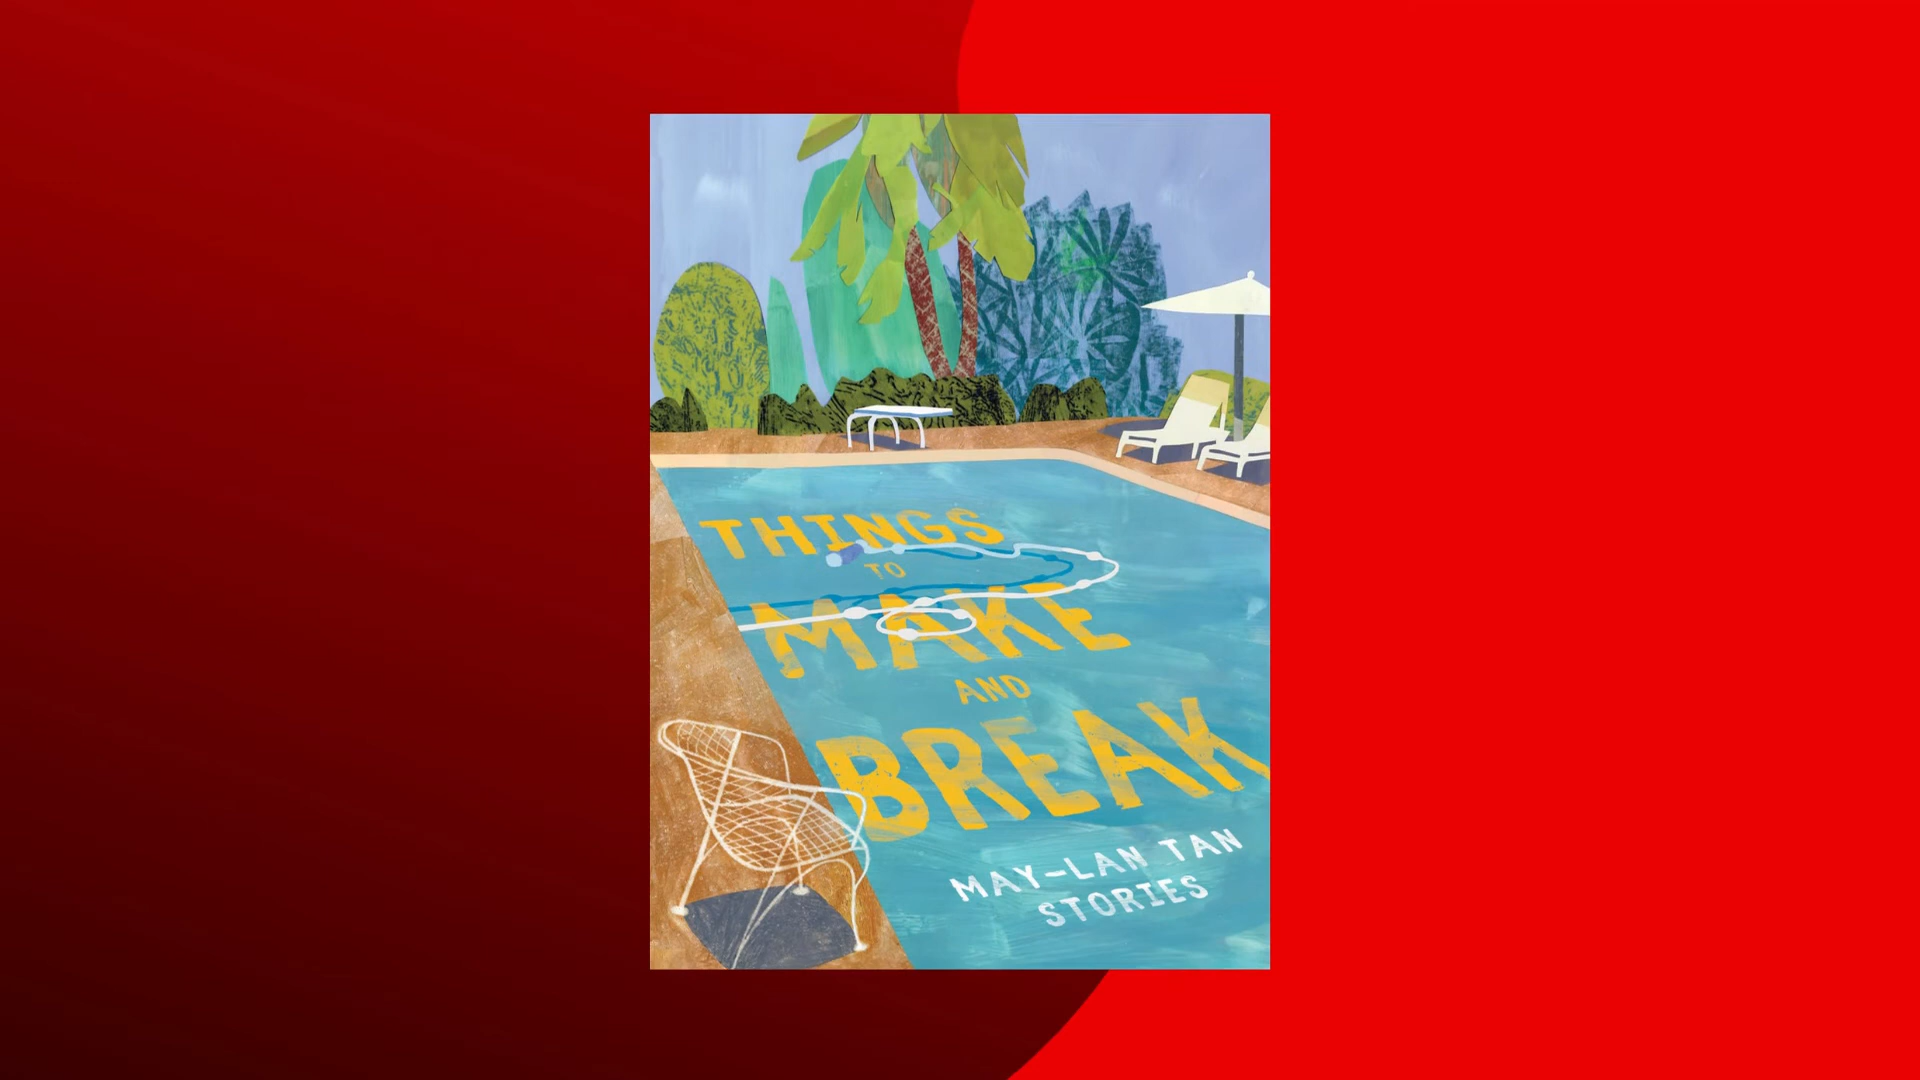 THINGS
TO
MAKE
AND
BREAK
MAY-LAN TAN
STORIES